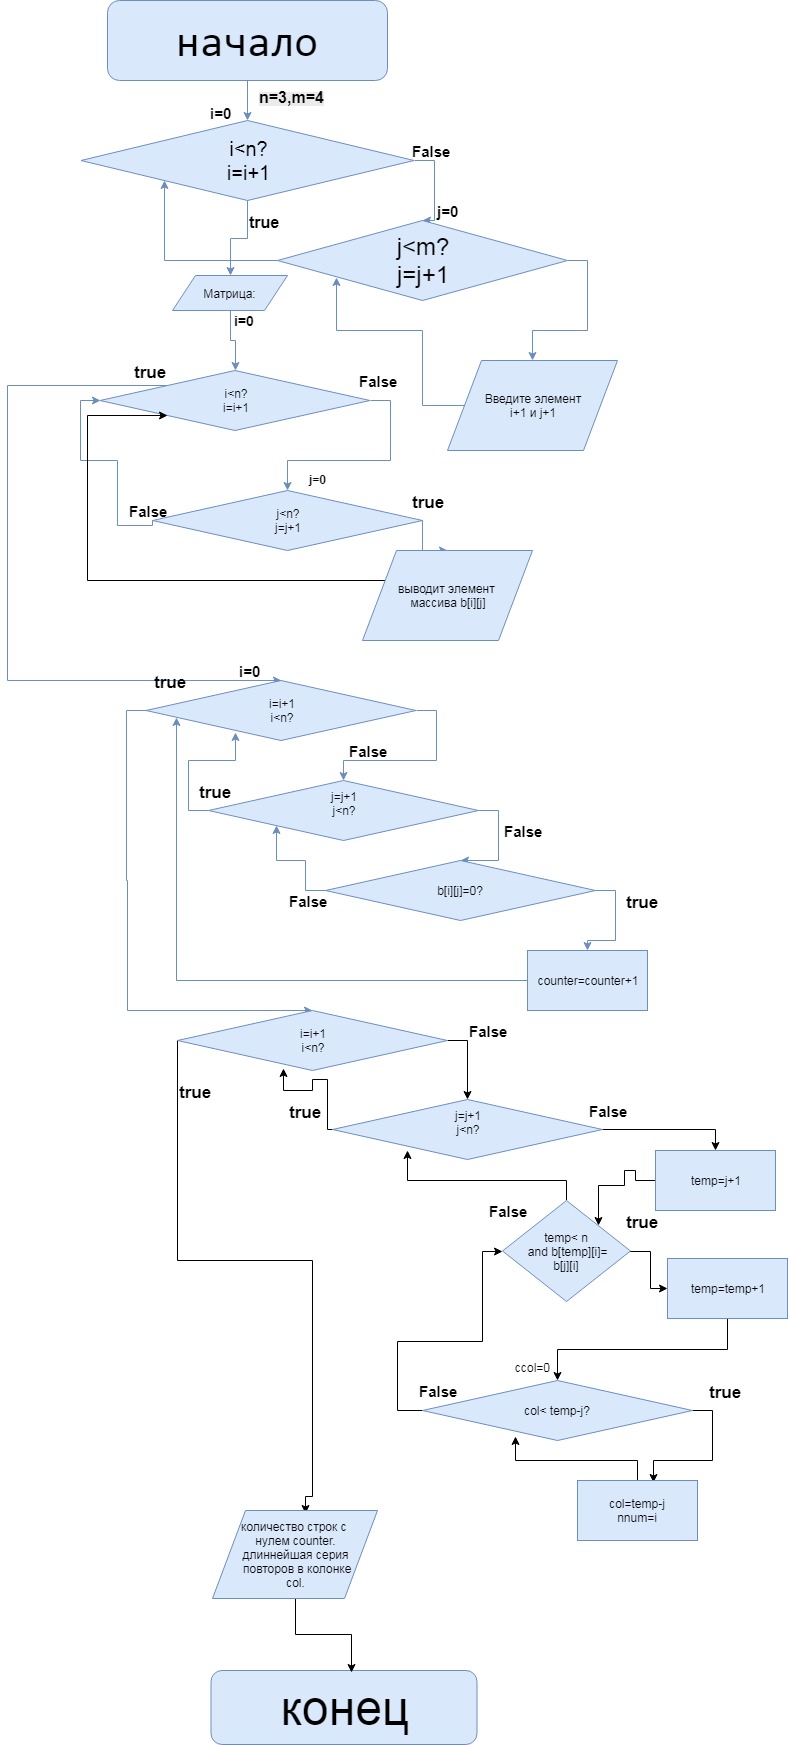 начало
n=3,m=4
i=0
i<n?
i=i+1
False
true
j=0
j<m?
j=j+1
Матрица:
i=0
Введите элемент
i+1 и j+1
true
i<n?
i=i+1
False
j=0
j<n?
j=j+1
False
true
выводит элемент
массива b[i][j]
i=0
true
i=i+1
i<n?
False
true
j=j+1
j<n?
False
b[i][j]=0?
False
true
counter=counter+1
i=i+1
i<n?
False
true
true
j=j+1
j<n?
False
temp=j+1
False
true
temp< n
and b[temp][i]=
b[j][i]
temp=temp+1
ccol=0
False
true
col< temp-j?
col=temp-j
nnum=i
количество строк с
нулем counter.
длиннейшая серия
повторов в колонке
col.
конец